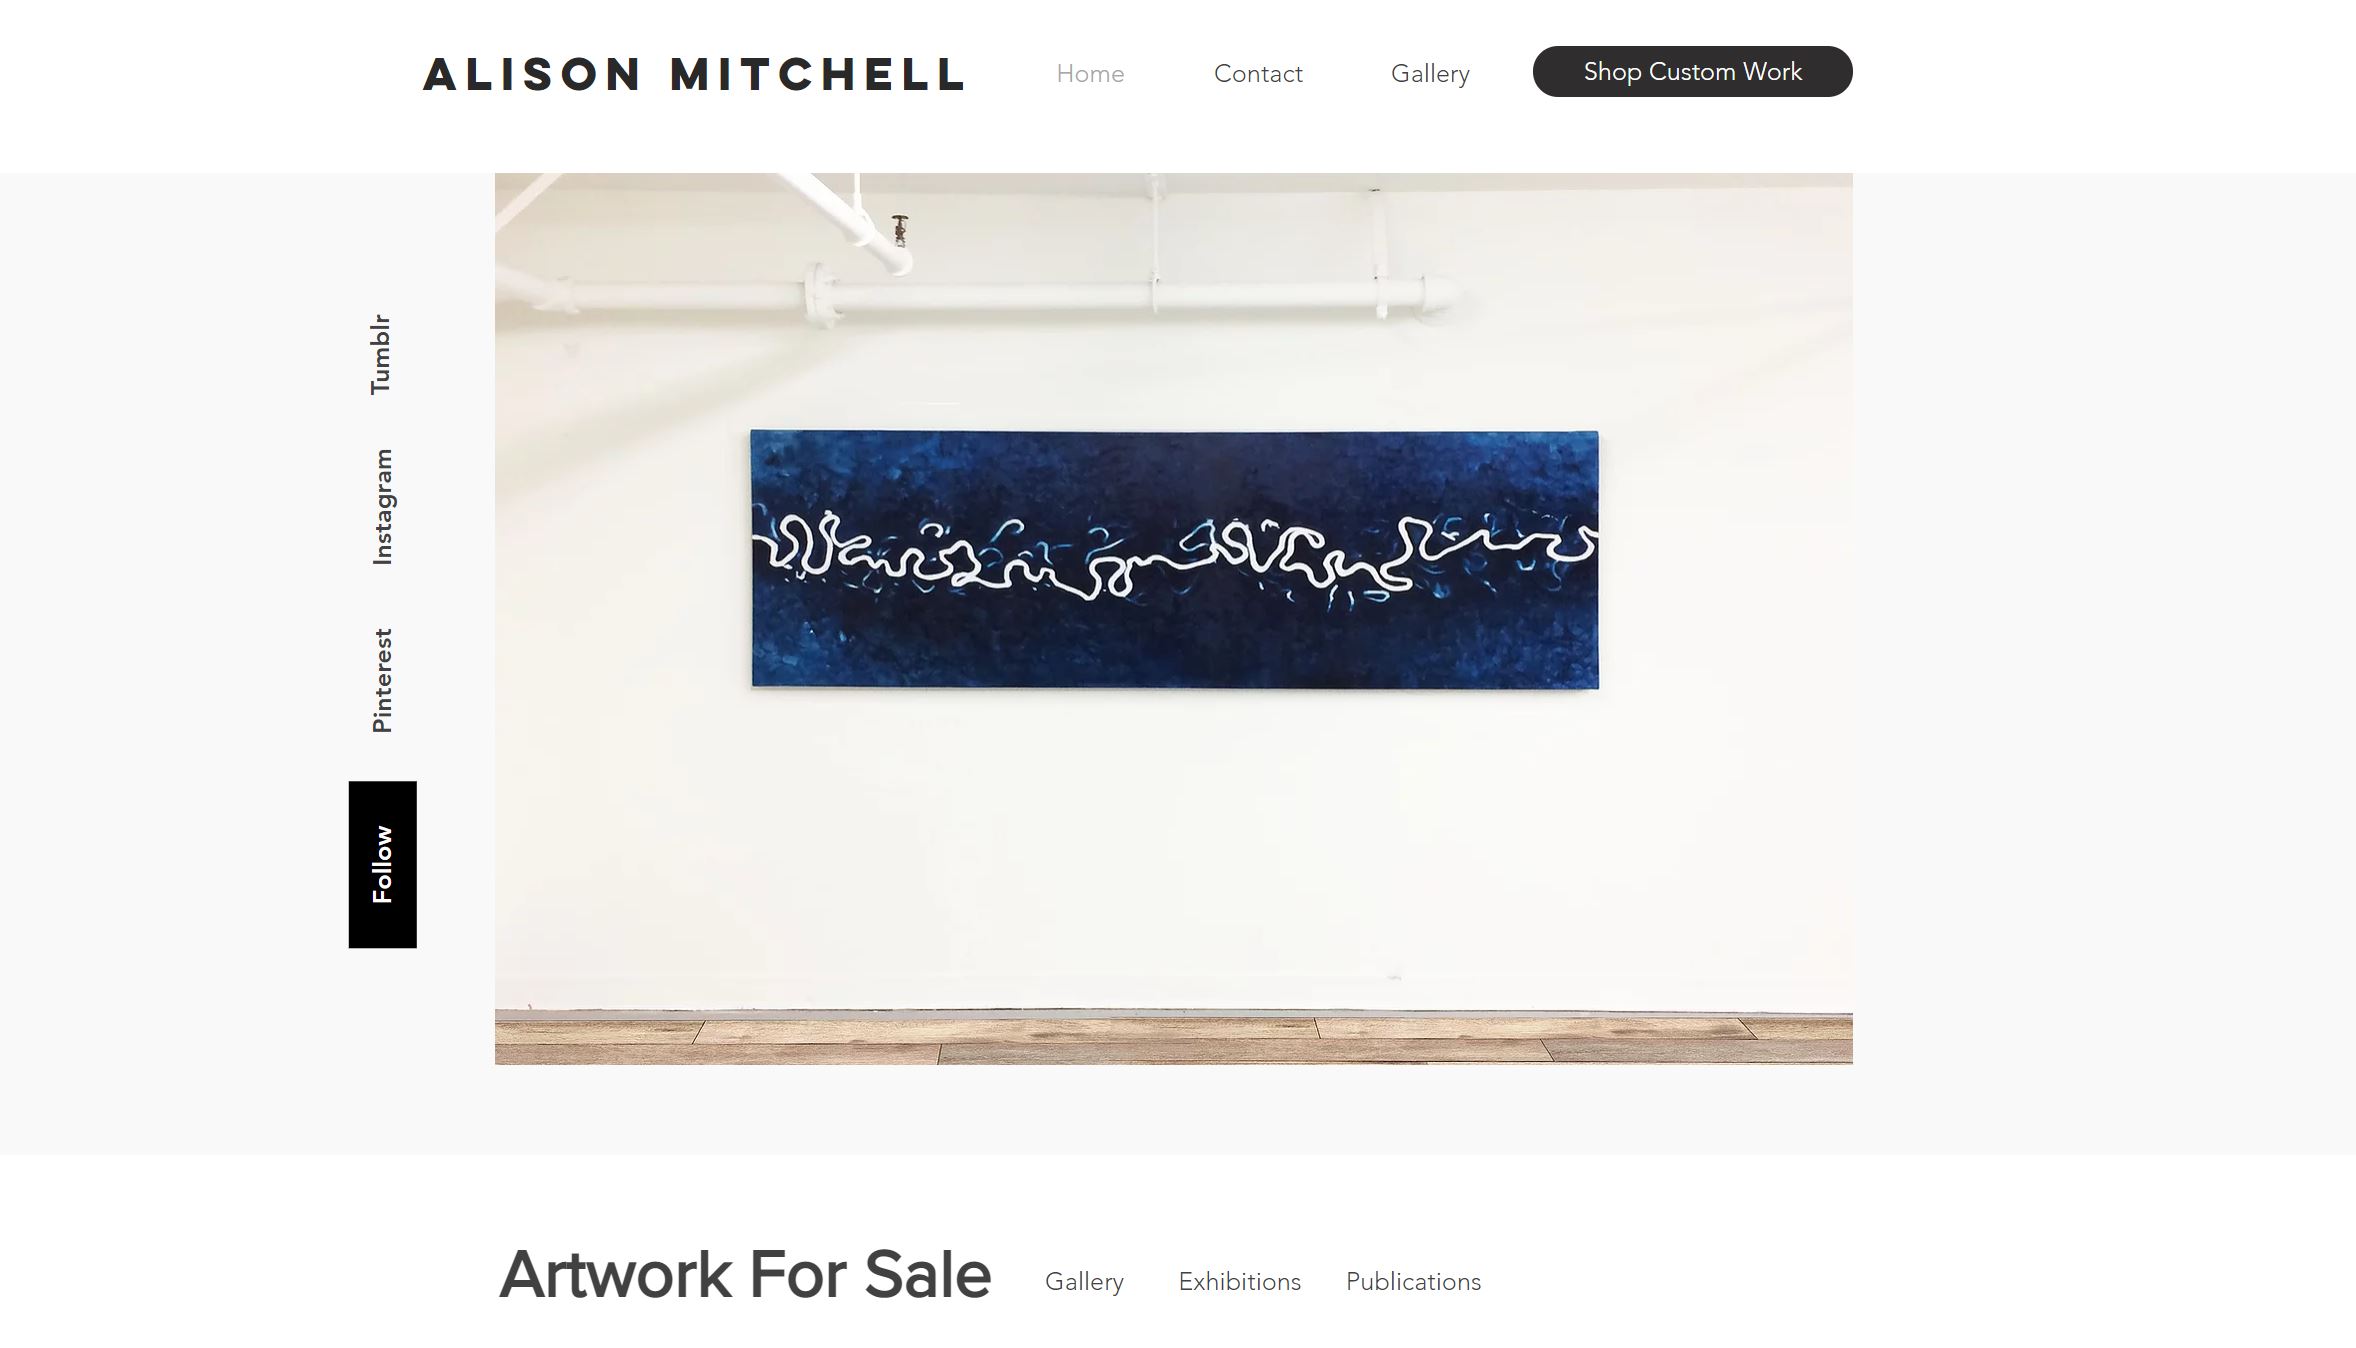 ALISON MITCHELL
Home
Contact
Gallery
Shop Custom Work
Tumblr
Instagram
Pinterest
Follow
Artwork For Sale
Gallery
Exhibitions
Publications